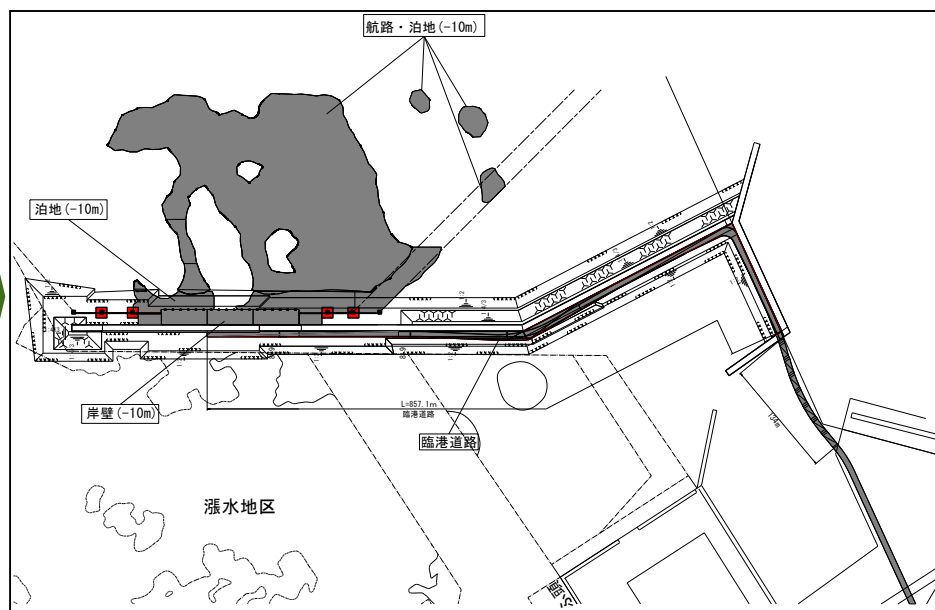 航路・泊地(-10m)
泊地(-10m)
岸壁(-10m)
L=857.1m
臨港道路
臨港道路
134m
漲水地区